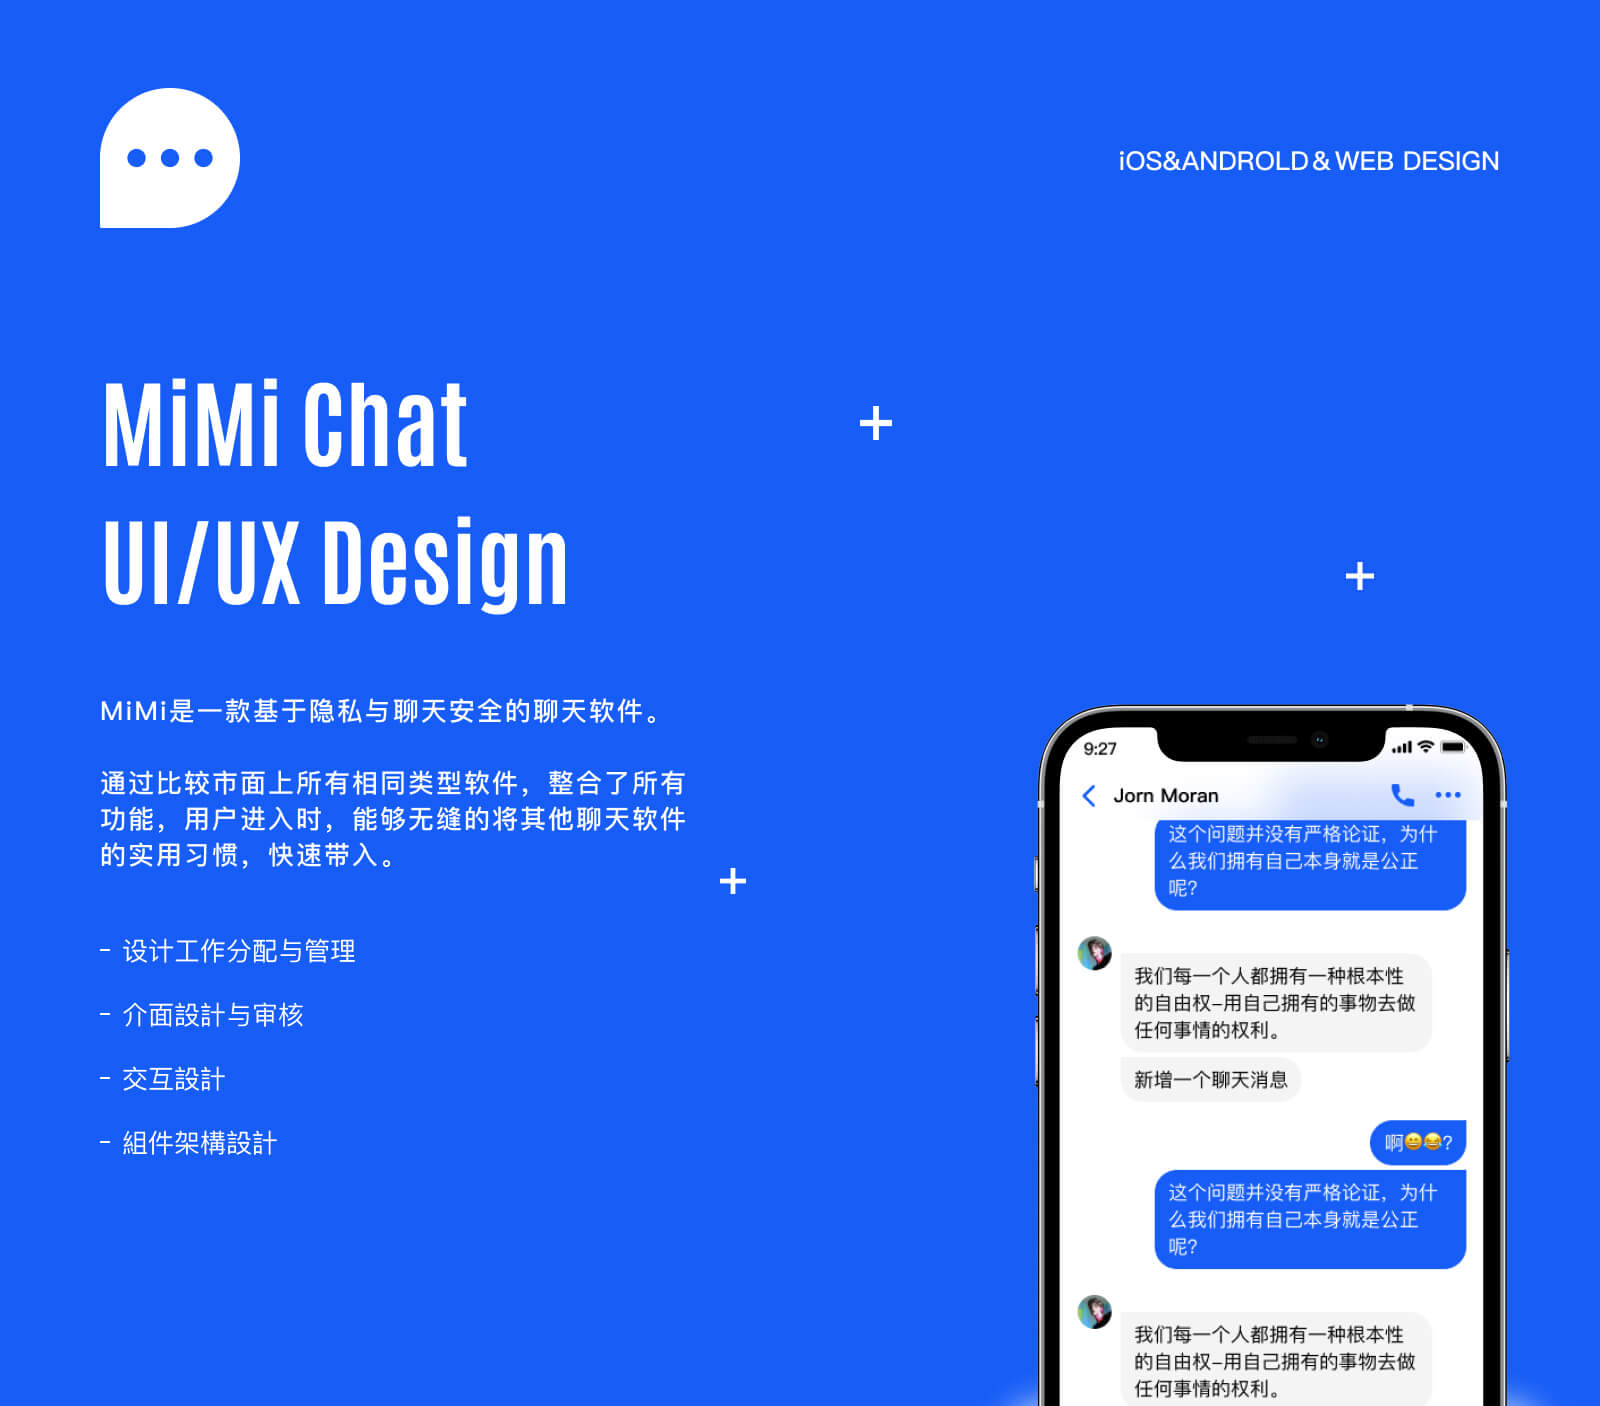 iOS&ANDROLD & WEB DESIGN
MiMi Chat
UI/UX Design
MiMi是一款基于隐私与聊天安全的聊天软件。
通过比较市面上所有相同类型软件，整合了所有
功能，用户进入时，能够无缝的将其他聊天软件
的实用习惯，快速带入。
- 设计工作分配与管理
- 介面設計与审核
- 交互設計
- 組件架構設計
9:27
Jorn Moran
这个问题并没有严格论证，为什
么我们拥有自己本身就是公正
呢？
我们每一个人都拥有一种根本性
的自由权–用自己拥有的事物去做
任何事情的权利。
新增一个聊天消息
啊😄😂?
这个问题并没有严格论证，为什
么我们拥有自己本身就是公正
呢？
我们每一个人都拥有一种根本性
的自由权–用自己拥有的事物去做
任何事情的权利。